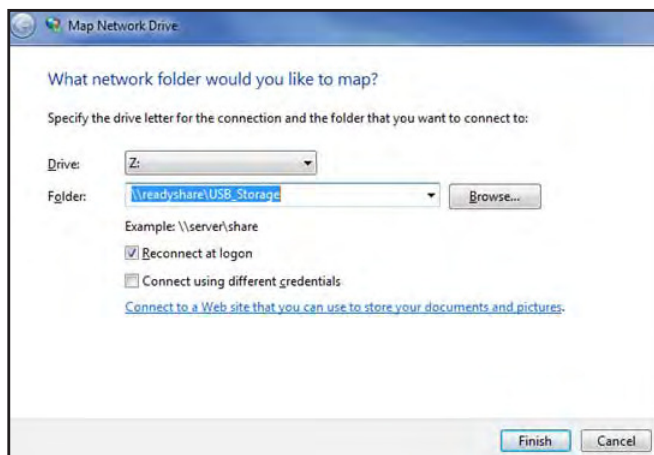 Map Network Drive
What network folder would you like to map?
Specify the drive letter for the connection and the folder that you want to connect to:
Drive: Z:
Folder: \\readyshare\USB_Storage Browse...
Example: \\server\share
Reconnect at logon
Connect using different credentials
Connect to a Web site that you can use to store your documents and pictures.
Finish Cancel